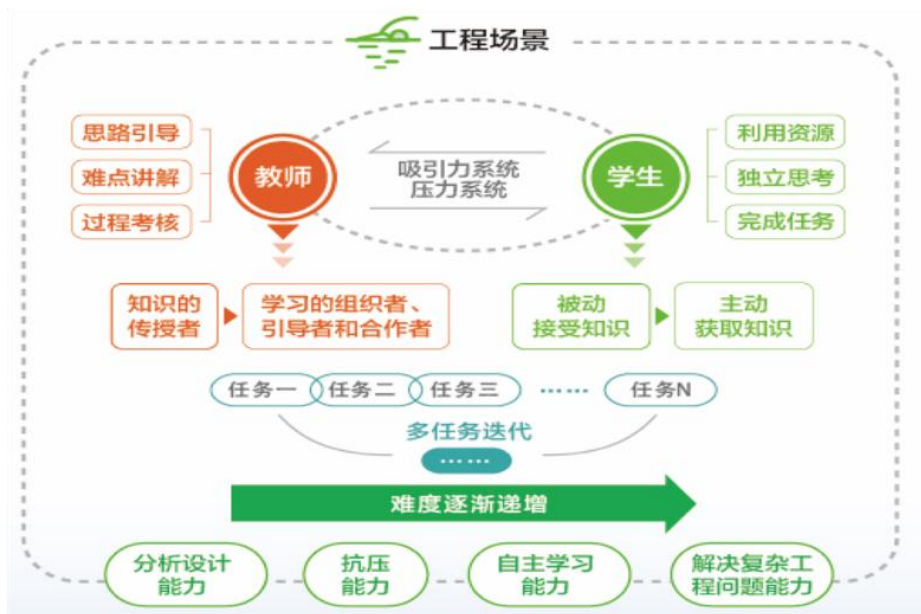 工程场景
思路引导
难点讲解
过程考核
教师
吸引力系统
压力系统
学生
利用资源
独立思考
完成任务
知识的
传授者
学习的组织者、
引导者和合作者
被动
接受知识
主动
获取知识
任务一
任务二
任务三
……
任务N
多任务迭代
……
难度逐渐递增
分析设计
能力
抗压
能力
自主学习
能力
解决复杂工
程问题能力